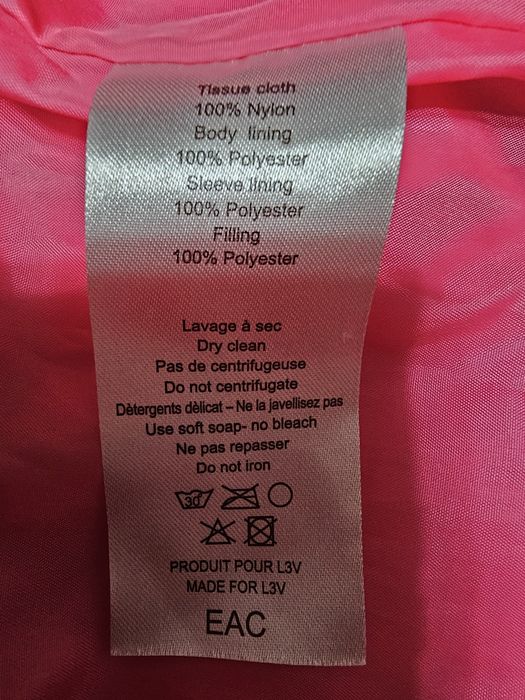 Tissue cloth
100% Nylon
Body lining
100% Polyester
Sleeve lining
100% Polyester
Filling
100% Polyester
Lavage à sec
Dry clean
Pas de centrifugeuse
Do not centrifugate
Dètergents dèlicat – Ne la javellisez pas
Use soft soap- no bleach
Ne pas repasser
Do not iron
30
PRODUIT POUR L3V
MADE FOR L3V
EAC